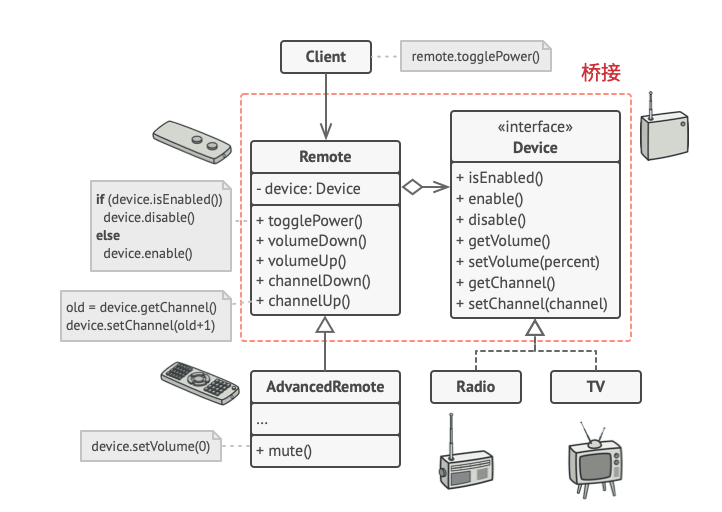 Client
remote.togglePower()
桥接
Remote
- device: Device
+ togglePower()
+ volumeDown()
+ volumeUp()
+ channelDown()
+ channelUp()
«interface»
Device
+ isEnabled()
+ enable()
+ disable()
+ getVolume()
+ setVolume(percent)
+ getChannel()
+ setChannel(channel)
if (device.isEnabled())
device.disable()
else
device.enable()
old = device.getChannel()
device.setChannel(old+1)
AdvancedRemote
...
+ mute()
device.setVolume(0)
Radio
TV